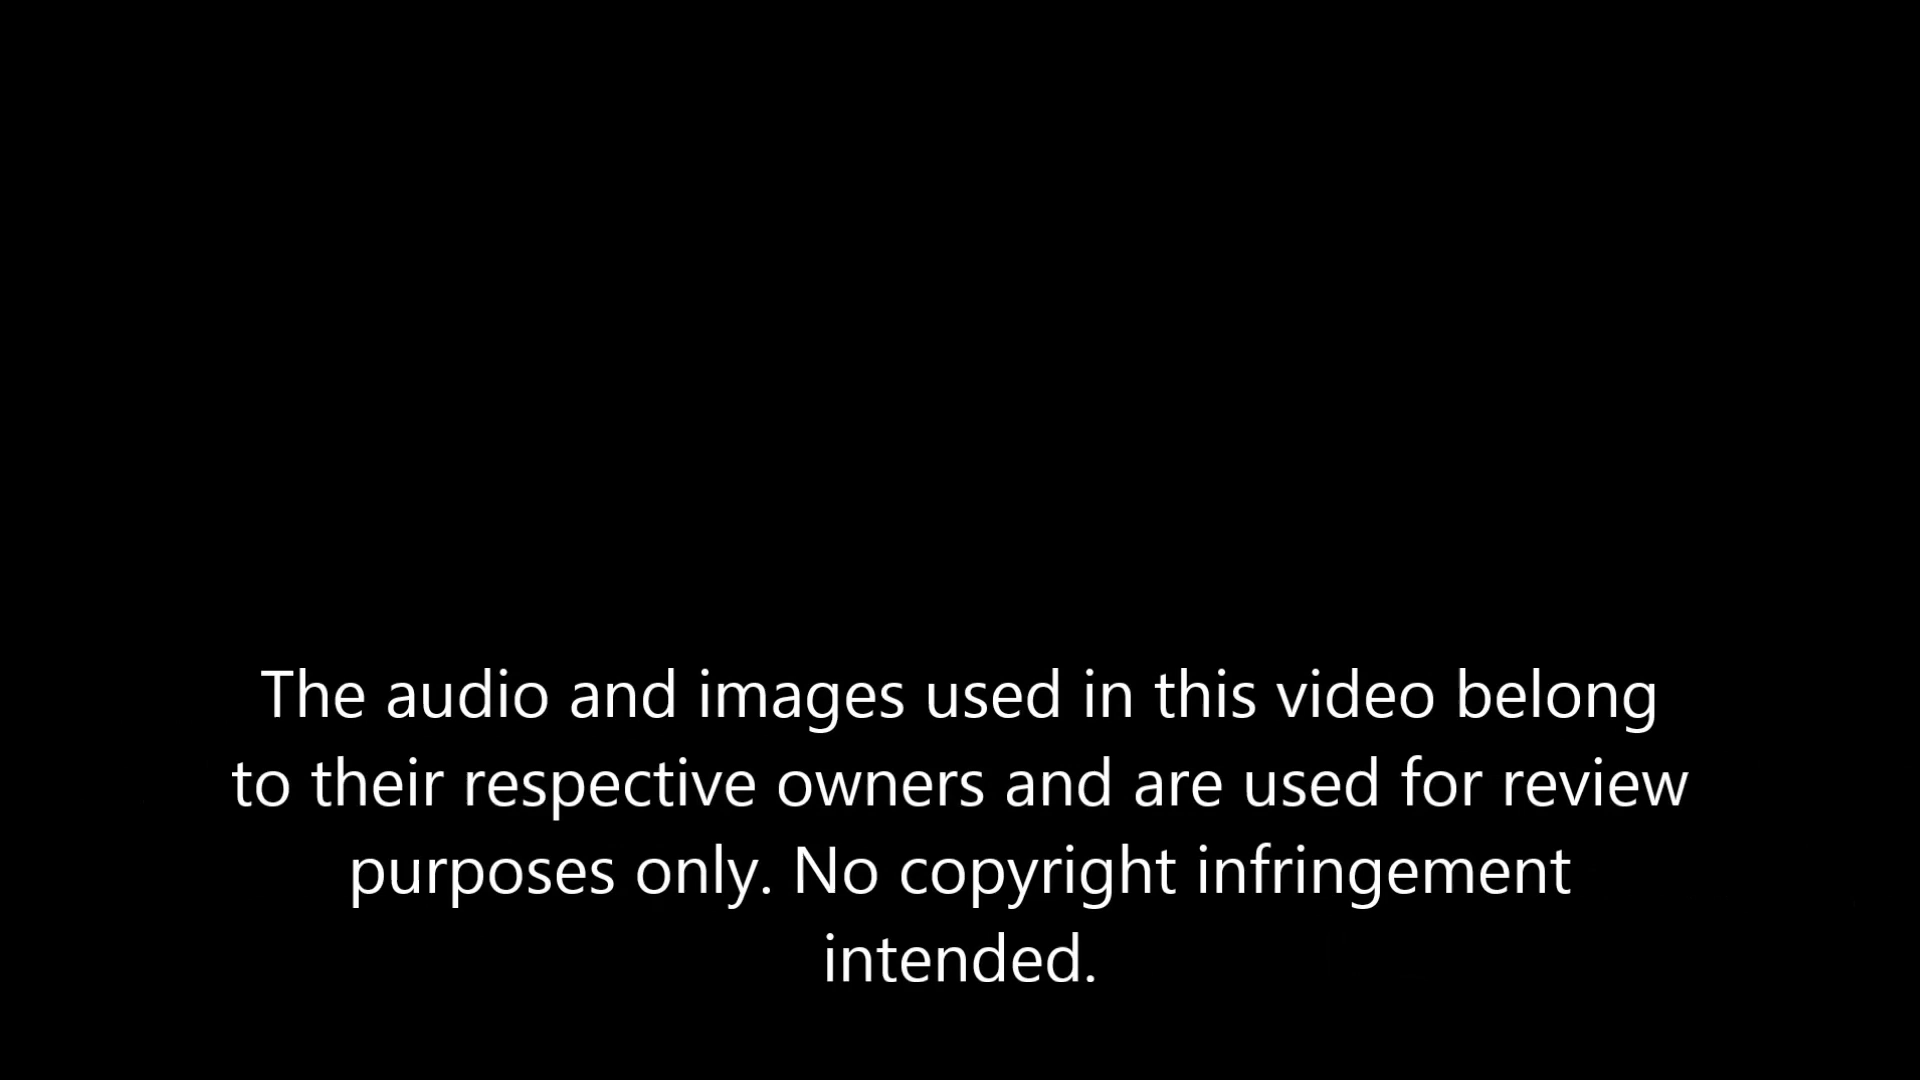 The audio and images used in this video belong
to their respective owners and are used for review
purposes only. No copyright infringement
intended.